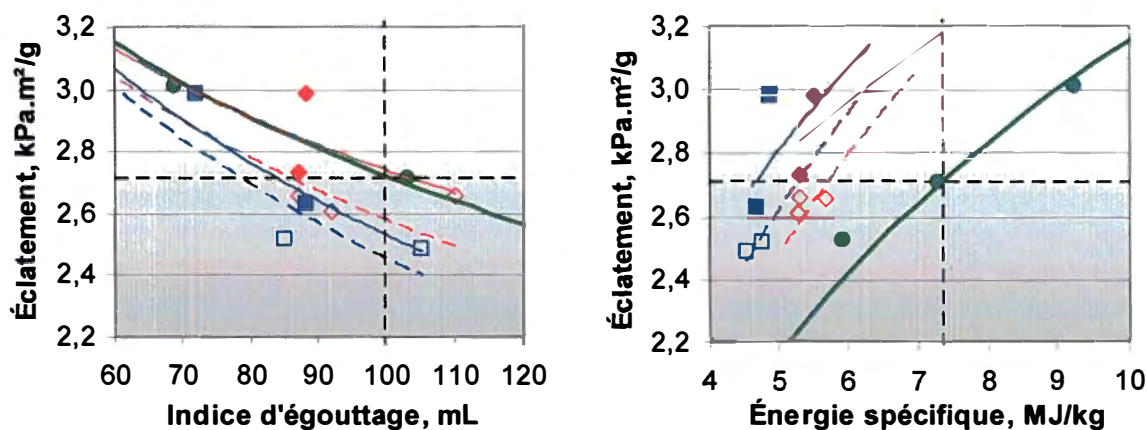 3,2
3,0
2,8
2,6
2,4
2,2
Éclatement, kPa.m²/g
60 70 80 90 100 110 120
Indice d'égouttage, mL
3,2
3,0
2,8
2,6
2,4
2,2
Éclatement, kPa.m²/g
4 5 6 7 8 9 10
Énergie spécifique, MJ/kg